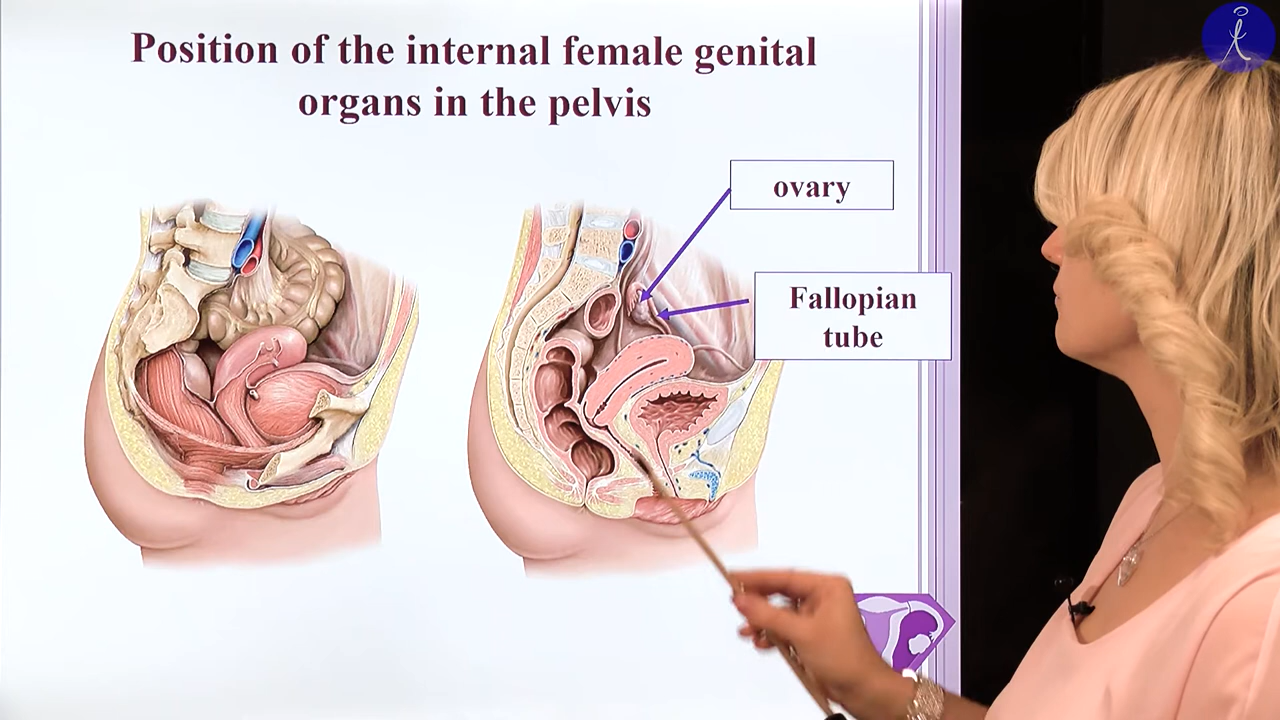 Position of the internal female genital
organs in the pelvis
ovary
Fallopian
tube